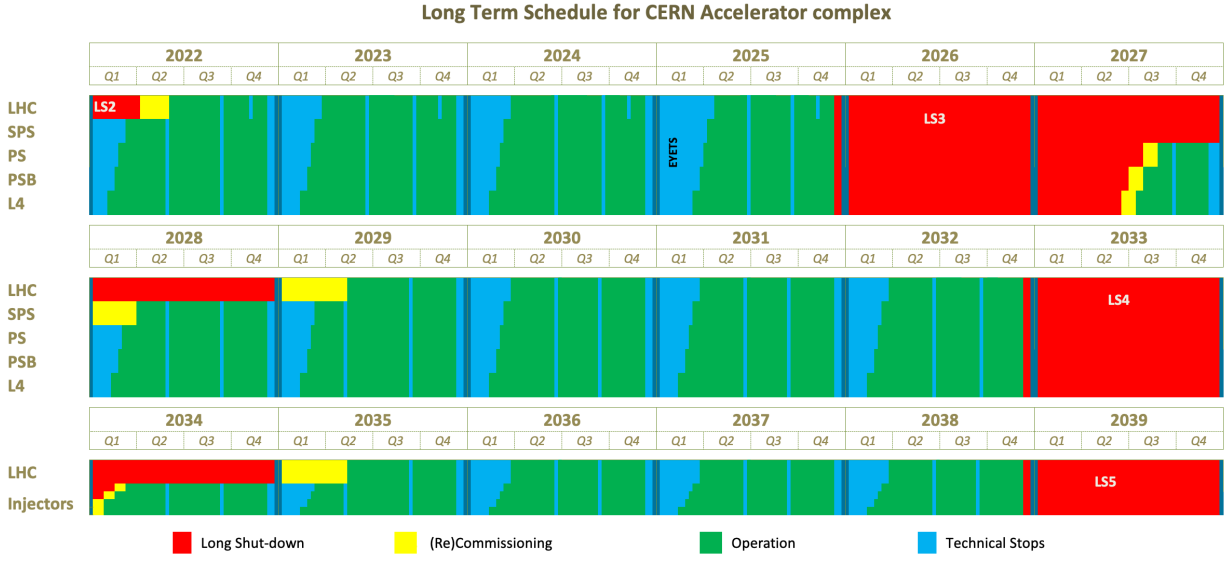 Long Term Schedule for CERN Accelerator complex
2022 2023 2024 2025 2026 2027
Q1 Q2 Q3 Q4 Q1 Q2 Q3 Q4 Q1 Q2 Q3 Q4 Q1 Q2 Q3 Q4 Q1 Q2 Q3 Q4 Q1 Q2 Q3 Q4
LHC LS2 LS3
SPS
PS EYETS
PSB
L4
2028 2029 2030 2031 2032 2033
Q1 Q2 Q3 Q4 Q1 Q2 Q3 Q4 Q1 Q2 Q3 Q4 Q1 Q2 Q3 Q4 Q1 Q2 Q3 Q4 Q1 Q2 Q3 Q4
LHC LS4
SPS
PS
PSB
L4
2034 2035 2036 2037 2038 2039
Q1 Q2 Q3 Q4 Q1 Q2 Q3 Q4 Q1 Q2 Q3 Q4 Q1 Q2 Q3 Q4 Q1 Q2 Q3 Q4 Q1 Q2 Q3 Q4
LHC LS5
Injectors
Long Shut-down (Re)Commissioning Operation Technical Stops